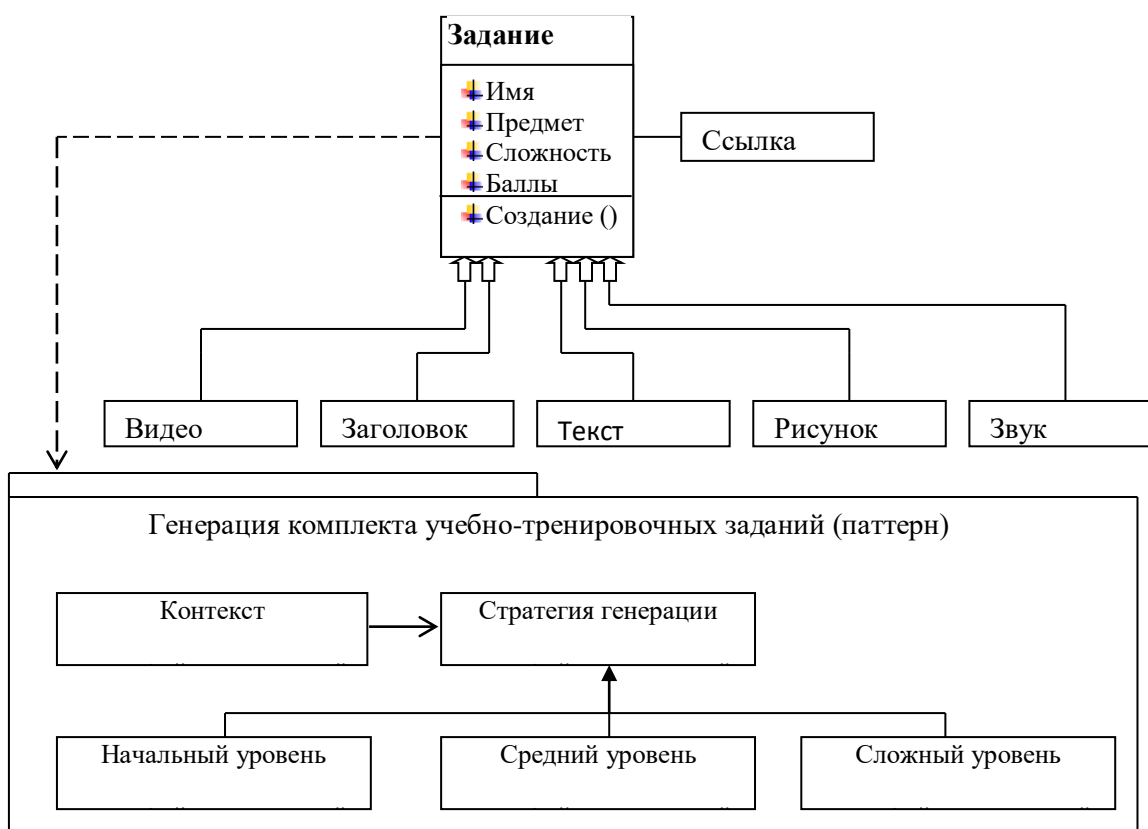 Задание
Имя
Предмет
Сложность
Баллы
Создание ()
Ссылка
Видео
Заголовок
Текст
Рисунок
Звук
Генерация комплекта учебно-тренировочных заданий (паттерн)
Контекст
Стратегия генерации
Начальный уровень
Средний уровень
Сложный уровень